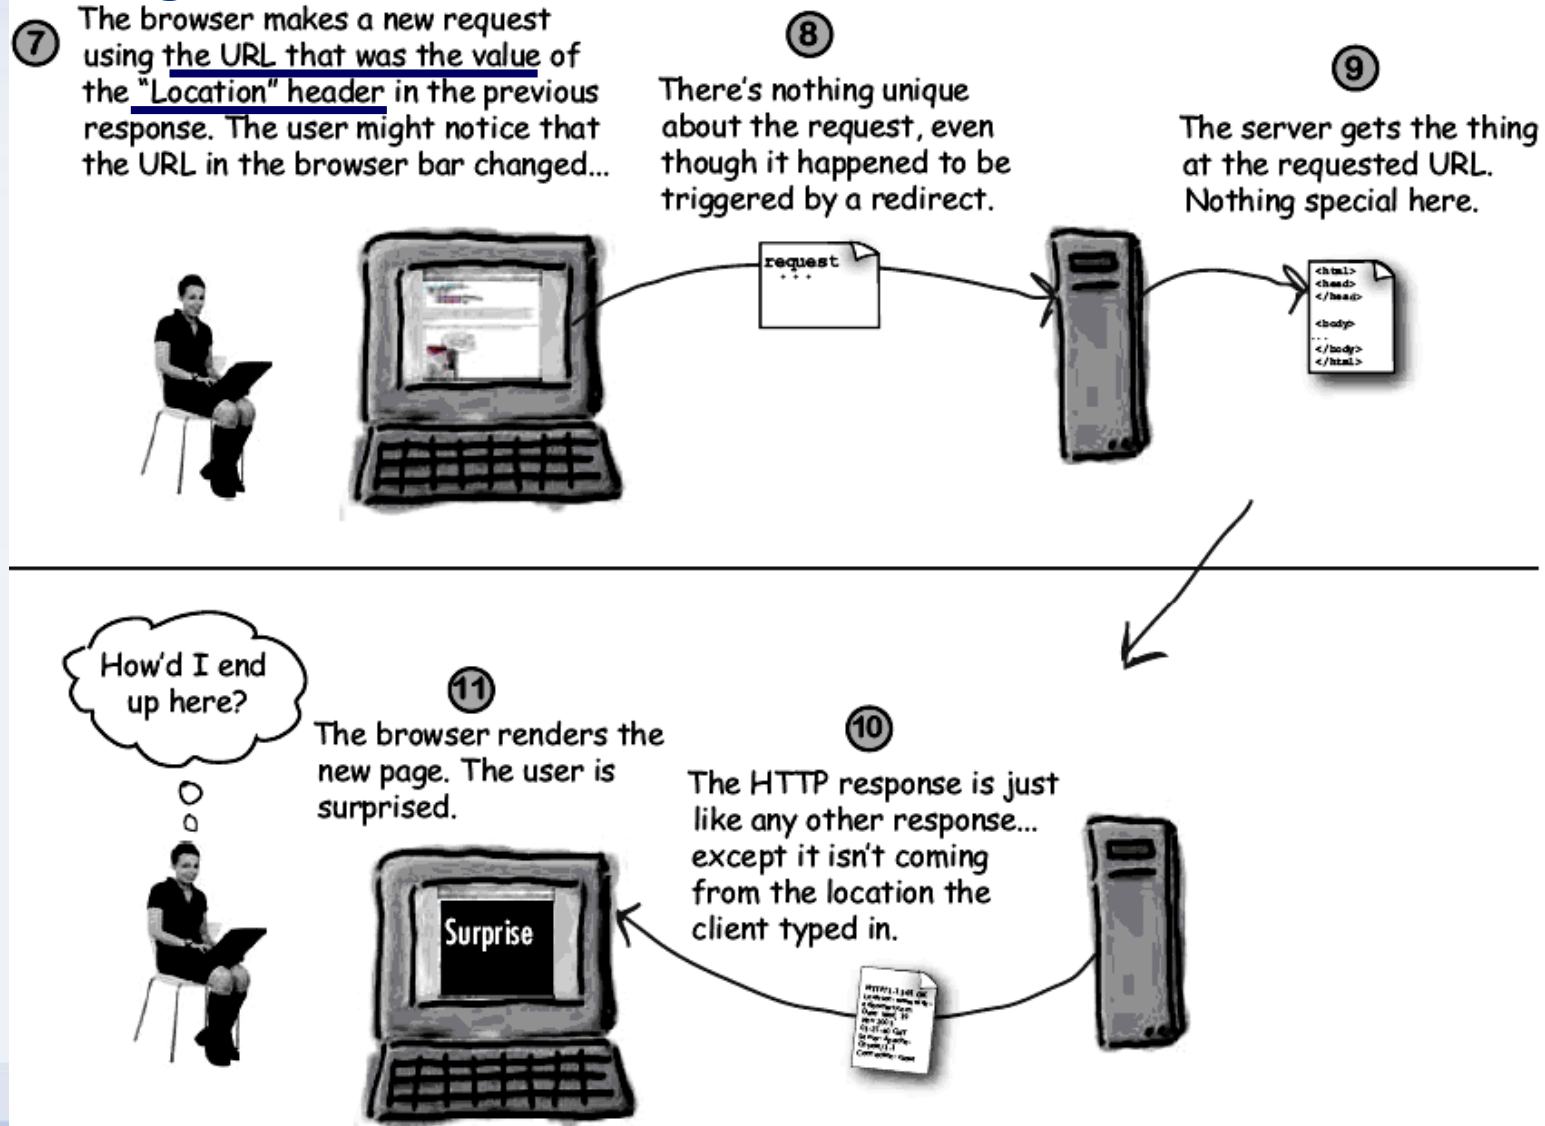 7
The browser makes a new request
using the URL that was the value of
the “Location” header in the previous
response. The user might notice that
the URL in the browser bar changed...
8
There's nothing unique
about the request, even
though it happened to be
triggered by a redirect.
9
The server gets the thing
at the requested URL.
Nothing special here.
request
...
<html>
<head>
</head>
<body>
...
</body>
</html>
How'd I end
up here?
11
The browser renders the
new page. The user is
surprised.
Surprise
10
The HTTP response is just
like any other response...
except it isn't coming
from the location the
client typed in.